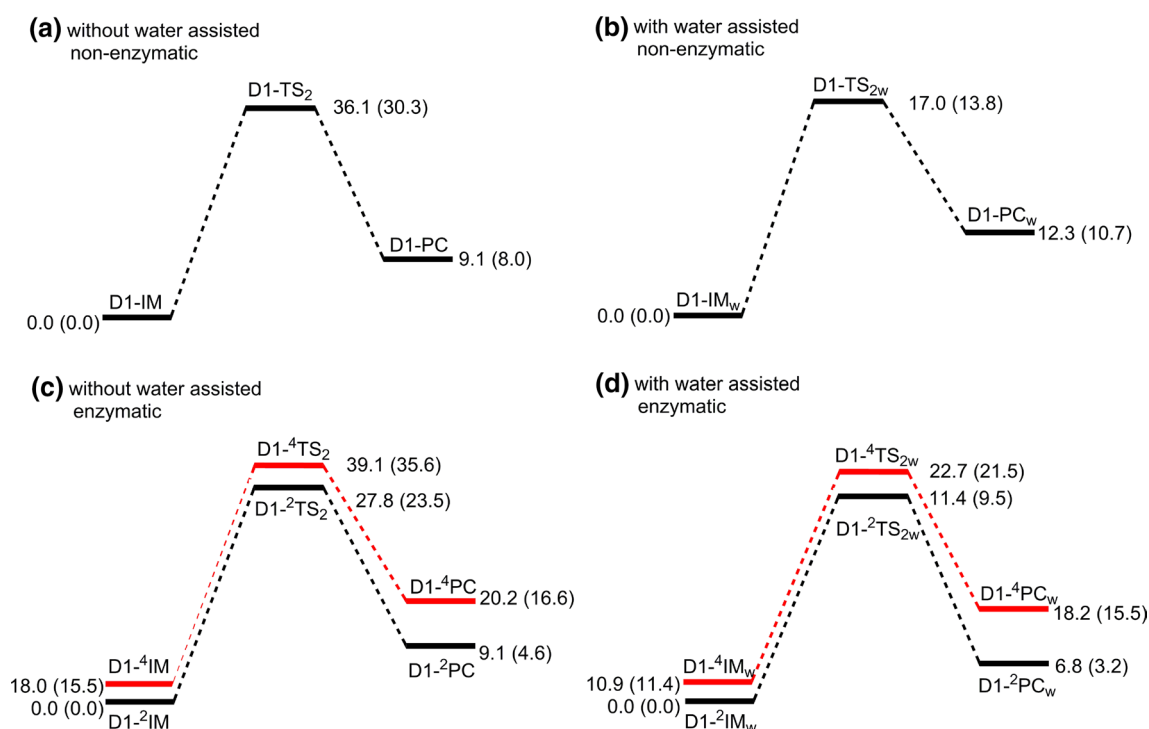 (a) without water assisted
non-enzymatic
D1-TS₂
36.1 (30.3)
D1-PC
9.1 (8.0)
D1-IM
0.0 (0.0)
(b) with water assisted
non-enzymatic
D1-TS₂w
17.0 (13.8)
D1-PCw
12.3 (10.7)
D1-IMw
0.0 (0.0)
(c) without water assisted
enzymatic
D1-⁴TS₂
39.1 (35.6)
27.8 (23.5)
D1-²TS₂
D1-⁴PC
20.2 (16.6)
9.1 (4.6)
D1-²PC
D1-⁴IM
18.0 (15.5)
0.0 (0.0)
D1-²IM
(d) with water assisted
enzymatic
D1-⁴TS₂w
22.7 (21.5)
11.4 (9.5)
D1-²TS₂w
D1-⁴PCw
18.2 (15.5)
6.8 (3.2)
D1-²PCw
D1-⁴IMw
10.9 (11.4)
0.0 (0.0)
D1-²IMw